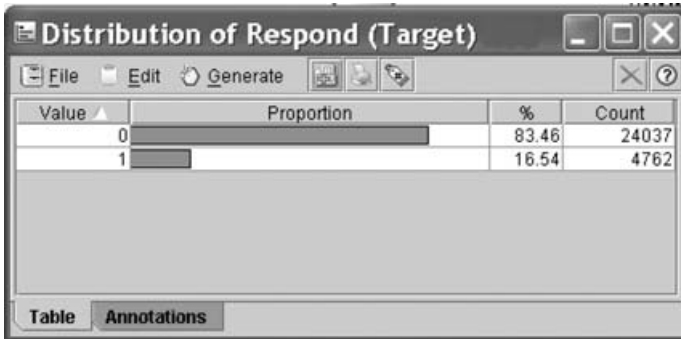 Distribution of Respond (Target)
File Edit Generate
Value Proportion % Count
0 83.46 24037
1 16.54 4762
Table Annotations